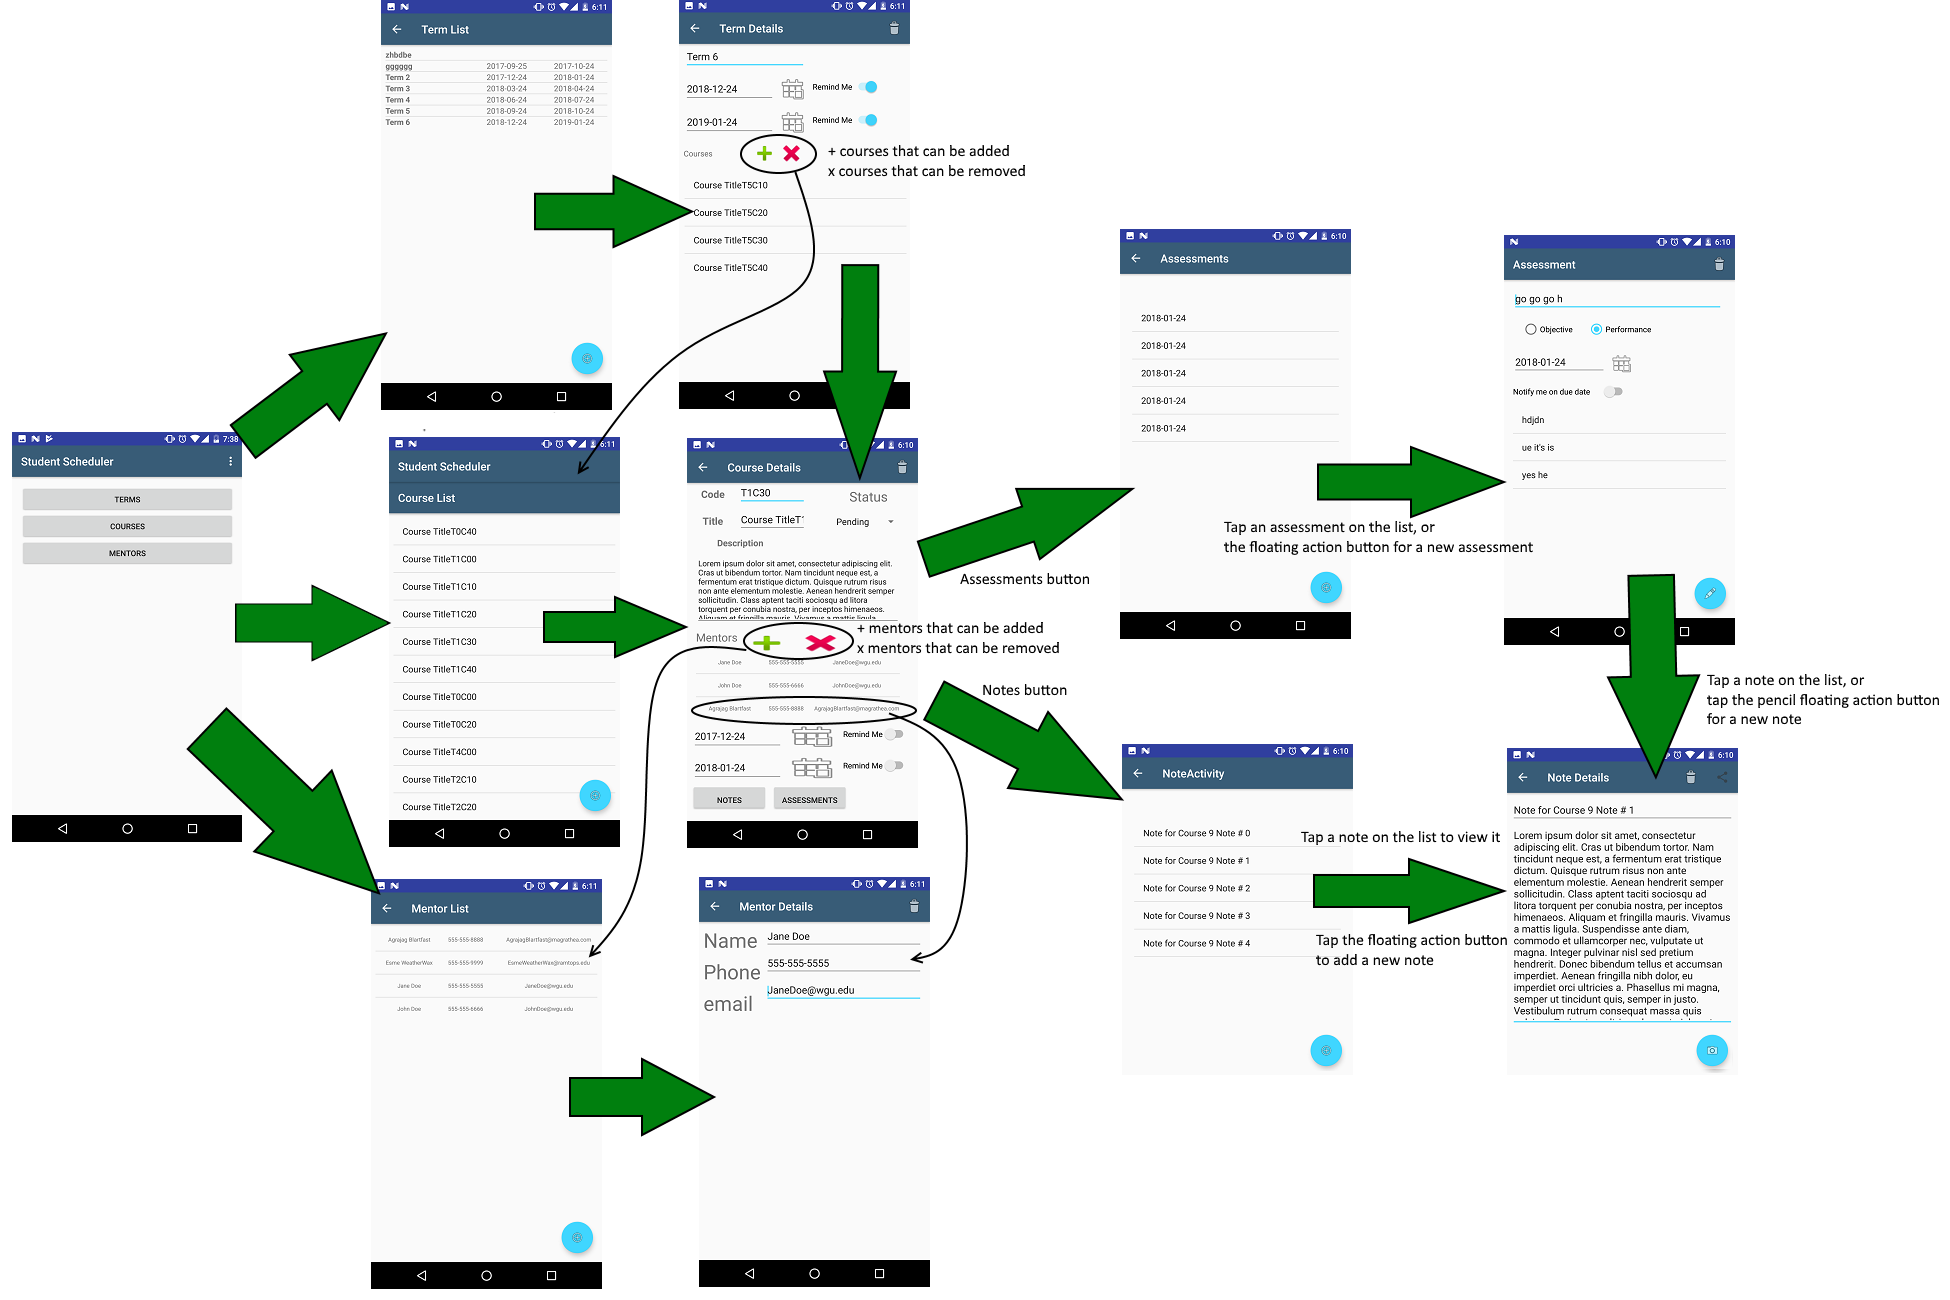 6:11
Term List
zhbdbe
gggggg 2017-09-25 2017-10-24
Term 2 2017-12-24 2018-01-24
Term 3 2018-03-24 2018-04-24
Term 4 2018-06-24 2018-07-24
Term 5 2018-09-24 2018-10-24
Term 6 2018-12-24 2019-01-24
6:11
Term Details
Term 6
2018-12-24 Remind Me
2019-01-24 Remind Me
Courses
+ courses that can be added
x courses that can be removed
Course TitleT5C10
Course TitleT5C20
Course TitleT5C30
Course TitleT5C40
7:38
Student Scheduler
TERMS
COURSES
MENTORS
6:11
Student Scheduler
Course List
Course TitleT0C40
Course TitleT1C00
Course TitleT1C10
Course TitleT1C20
Course TitleT1C30
Course TitleT1C40
Course TitleT0C00
Course TitleT0C20
Course TitleT4C00
Course TitleT2C10
Course TitleT2C20
6:10
Course Details
Code T1C30 Status
Title Course TitleT1 Pending
Description
Lorem ipsum dolor sit amet, consectetur adipiscing elit.
Cras ut bibendum tortor. Nam tincidunt neque est, a
fermentum erat tristique dictum. Quisque rutrum risus
non ante elementum molestie. Aenean hendrerit semper
sollicitudin. Class aptent taciti sociosqu ad litora
torquent per conubia nostra, per inceptos himenaeos.
Aliquam et fringilla mauris. Vivamus a mattis ligula.
Mentors
+ mentors that can be added
x mentors that can be removed
Jane Doe 555-555-5555 JaneDoe@wgu.edu
John Doe 555-555-6666 JohnDoe@wgu.edu
Agrajag Blartfast 555-555-8888 AgrajagBlartfast@magrathea.com
2017-12-24 Remind Me
2018-01-24 Remind Me
NOTES ASSESSMENTS
Assessments button
Notes button
6:10
Assessments
2018-01-24
2018-01-24
2018-01-24
2018-01-24
2018-01-24
Tap an assessment on the list, or
the floating action button for a new assessment
6:10
Assessment
go go go h
Objective Performance
2018-01-24
Notify me on due date
hdjdn
ue it's is
yes he
Tap a note on the list, or
tap the pencil floating action button
for a new note
6:11
Mentor List
Agrajag Blartfast 555-555-8888 AgrajagBlartfast@magrathea.com
Esme WeatherWax 555-555-9999 EsmeWeatherWax@ramtops.edu
Jane Doe 555-555-5555 JaneDoe@wgu.edu
John Doe 555-555-6666 JohnDoe@wgu.edu
6:11
Mentor Details
Name Jane Doe
Phone 555-555-5555
email JaneDoe@wgu.edu
6:10
NoteActivity
Note for Course 9 Note # 0
Note for Course 9 Note # 1
Note for Course 9 Note # 2
Note for Course 9 Note # 3
Note for Course 9 Note # 4
Tap a note on the list to view it
Tap the floating action button
to add a new note
6:10
Note Details
Note for Course 9 Note # 1
Lorem ipsum dolor sit amet, consectetur
adipiscing elit. Cras ut bibendum tortor. Nam
tincidunt neque est, a fermentum erat tristique
dictum. Quisque rutrum risus non ante
elementum molestie. Aenean hendrerit semper
sollicitudin. Class aptent taciti sociosqu ad
litora torquent per conubia nostra, per inceptos
himenaeos. Aliquam et fringilla mauris. Vivamus
a mattis ligula. Suspendisse ante diam,
commodo et ullamcorper nec, vulputate ut
magna. Integer pulvinar nisl sed pretium
hendrerit. Donec bibendum tellus et accumsan
imperdiet. Aenean fringilla nibh dolor, eu
imperdiet orci ultricies a. Phasellus mi magna,
semper ut tincidunt quis, semper in justo.
Vestibulum rutrum consequat massa quis